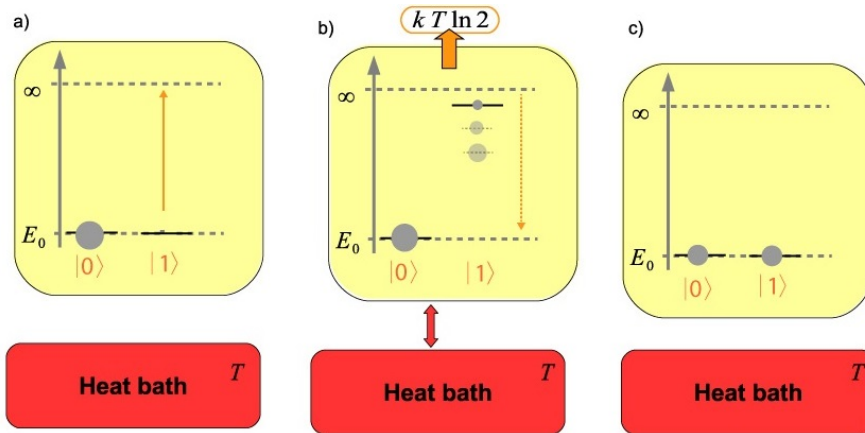 a)
∞
E₀
|0⟩
|1⟩
Heat bath
T
b)
k T ln 2
∞
E₀
|0⟩
|1⟩
Heat bath
T
c)
∞
E₀
|0⟩
|1⟩
Heat bath
T